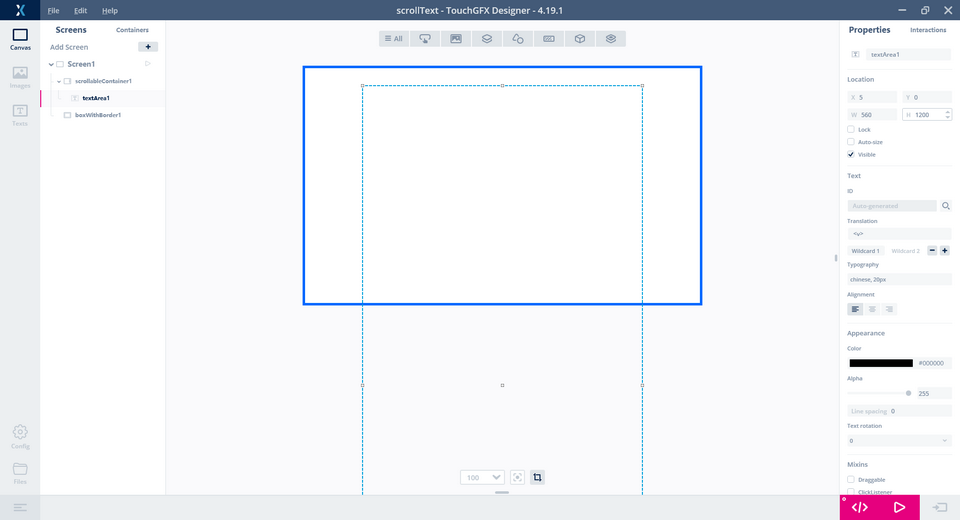 File Edit Help
scrollText - TouchGFX Designer - 4.19.1
Canvas
Images
Texts
Config
Files
Screens Containers
Add Screen +
Screen1
scrollableContainer1
T textArea1
boxWithBorder1
All
100
Properties Interactions
T textArea1
Location
X 5 Y 0
W 560 H 1200
Lock
Auto-size
Visible
Text
ID
Auto-generated
Translation
<v>
Wildcard 1 Wildcard 2 − +
Typography
chinese, 20px
Alignment
Appearance
Color
#000000
Alpha
255
Line spacing 0
Text rotation
0
Mixins
Draggable
ClickListener
0
</>